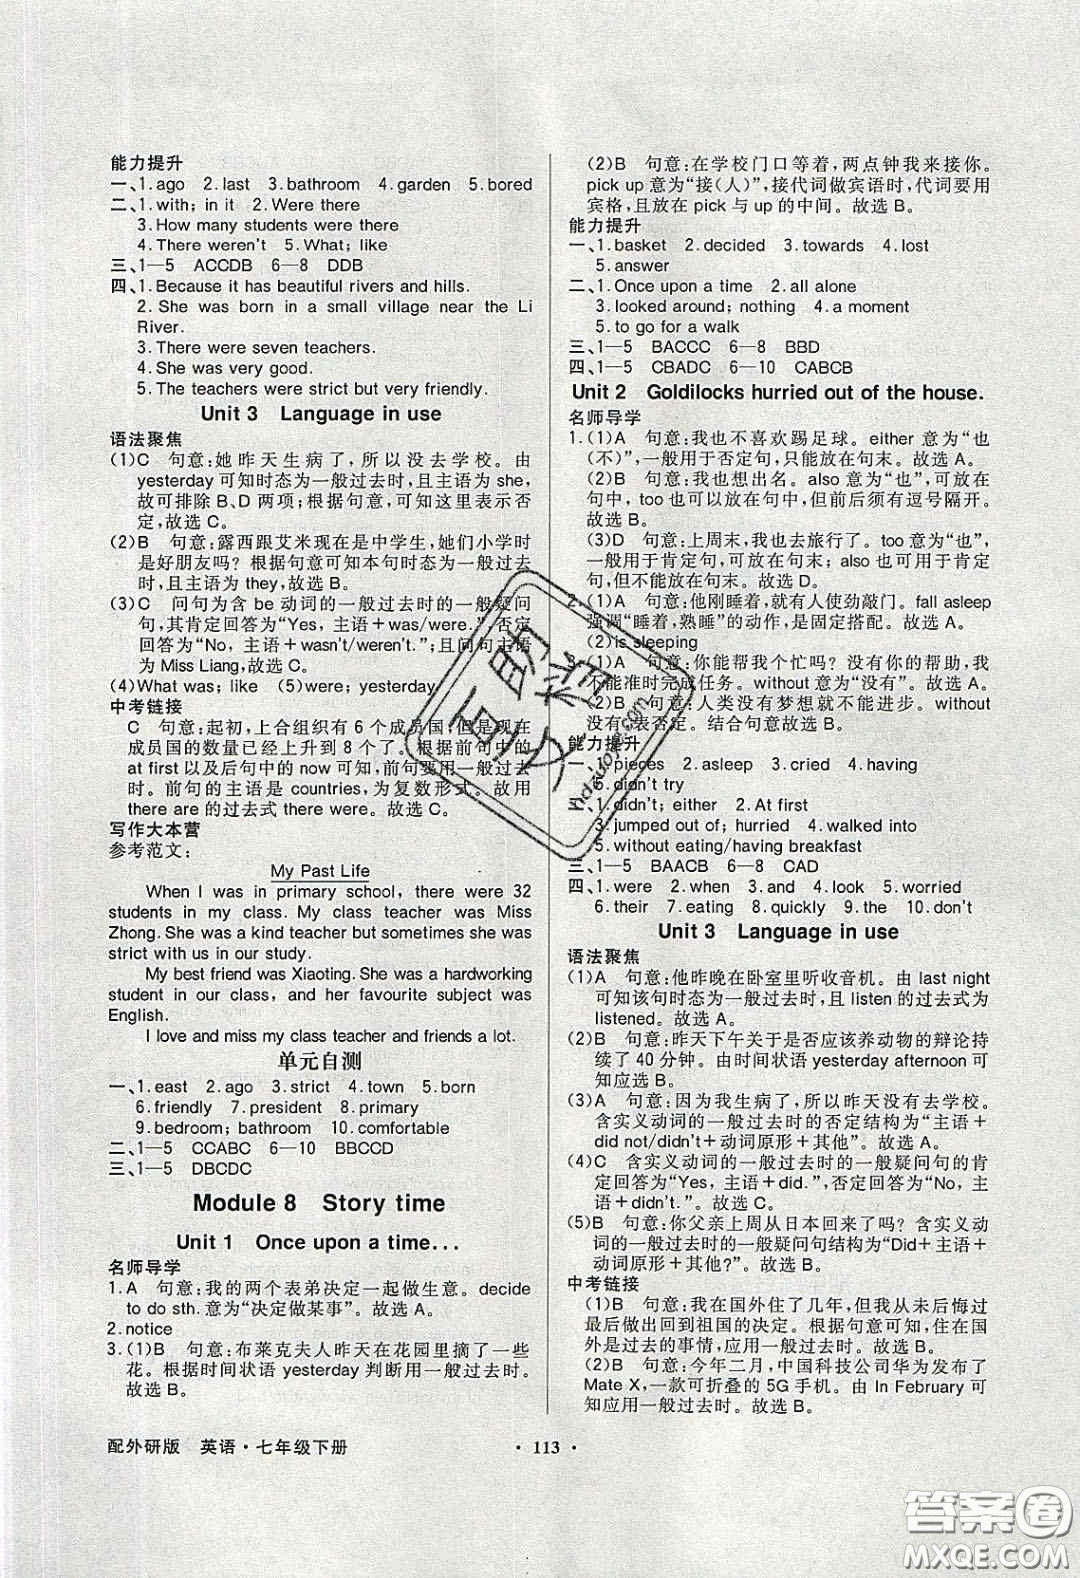 能力提升
一、1. ago 2. last 3. bathroom 4. garden 5. bored
二、1. with; in it 2. Were there
3. How many students were there
4. There weren't 5. What; like
三、1—5 ACCDB 6—8 DDB
四、1. Because it has beautiful rivers and hills.
2. She was born in a small village near the Li
River.
3. There were seven teachers.
4. She was very good.
5. The teachers were strict but very friendly.
Unit 3 Language in use
语法聚焦
(1)C 句意:她昨天生病了,所以没去学校。由
yesterday 可知时态为一般过去时,且主语为 she,
故可排除 B、D 两项;根据句意,可知本句表示否
定,故选 C。
(2)B 句意:露西跟艾米现在是中学生,她们小学时
是好朋友吗?根据句意可知本句时态为一般过去
时,且主语为 they,故选 B。
(3)C 问句为含 be 动词的一般过去时的一般疑问
句,其肯定回答为“Yes, 主语+was/were.”,否定
回答为“No, 主语+wasn't/weren't.”;且问句主语
为 Miss Liang,故选 C。
(4)What was; like (5)were; yesterday
中考链接
C 句意:起初,上合组织有 6 个成员国,但是现在
成员国的数量已经上升到 8 个了。根据前句中的
at first 以及后句中的 now 可知,前句要用一般过去
时。前句的主语是 countries,为复数形式。故用
there are 的过去式 there were。故选 C。
写作大本营
参考范文:
My Past Life
When I was in primary school, there were 32
students in my class. My class teacher was Miss
Zhong. She was a kind teacher but sometimes she was
strict with us in our study.
My best friend was Xiaoting. She was a hardworking
student in our class, and her favourite subject was
English.
I love and miss my class teacher and friends a lot.
单元自测
一、1. east 2. ago 3. strict 4. town 5. born
6. friendly 7. president 8. primary
9. bedroom; bathroom 10. comfortable
二、1—5 CCABC 6—10 BBCCD
三、1—5 DBCDC
Module 8 Story time
Unit 1 Once upon a time...
名师导学
1. A 句意:我的两个表弟决定一起做生意。decide
to do sth. 意为“决定做某事”。故选 A。
2. notice
3. (1)B 句意:布莱克夫人昨天在花园里摘了一些
花。根据时间状语 yesterday 判断用一般过去时。
故选 B。
(2)B 句意:在学校门口等着,两点钟我来接你。
pick up 意为“接(人)”,接代词做宾语时,代词要用
宾格,且放在 pick 与 up 的中间。故选 B。
能力提升
一、1. basket 2. decided 3. towards 4. lost
5. answer
二、1. Once upon a time 2. all alone
3. looked around; nothing 4. a moment
5. to go for a walk
三、1—5 BACCC 6—8 BBD
四、1—5 CBADC 6—10 CABCB
Unit 2 Goldilocks hurried out of the house.
名师导学
1. (1)A 句意:我也不喜欢踢足球。either 意为“也
(不)”,一般用于否定句,只能放在句末。故选 A。
(2)B 句意:我也想出名。also 意为“也”,可放在
句中时, too 也可以放在句中,但前后须有逗号隔开。
故选 B。
(3)D 句意:上周末,我也去旅行了。too 意为“也”,
一般用于肯定句,可放在句末;also 也可用于肯定
句,但不能放在句末。故选 D。
2. (1)A 句意:他刚睡着,就有人使劲敲门。fall asleep
强调“睡着,熟睡”的动作,是固定搭配。故选 A。
(2)is sleeping
(1)A 句意:你能帮我个忙吗?没有你的帮助,我
不能准时完成任务。without 意为“没有”。故选 A。
(2)B 句意:人类没有梦想就不能进步。without
没有,表否定。结合句意故选 B。
能力提升
一、1. pieces 2. asleep 3. cried 4. having
5. didn't try
二、1. didn't; either 2. At first
3. jumped out of; hurried 4. walked into
5. without eating/having breakfast
三、1—5 BAACB 6—8 CAD
四、1. were 2. when 3. and 4. look 5. worried
6. their 7. eating 8. quickly 9. the 10. don't
Unit 3 Language in use
语法聚焦
(1)A 句意:他昨晚在卧室里听收音机。由 last night
可知该句时态为一般过去时,且 listen 的过去式为
listened。故选 A。
(2)B 句意:昨天下午关于是否应该养动物的辩论持
续了 40 分钟。由时间状语 yesterday afternoon 可
知应选 B。
(3)A 句意:因为我生病了,所以昨天没有去学校。
含实义动词的一般过去时的否定结构为“主语+
did not/didn't+动词原形+其他”。故选 A。
(4)C 含实义动词的一般过去时的一般疑问句的肯
定回答为“Yes, 主语+did.”,否定回答为“No, 主
语+didn't.”。故选 C。
(5)B 句意:你父亲上周从日本回来了吗?含实义动
词的一般过去时的一般疑问句结构为“Did+主语+
动词原形+其他?”。故选 B。
中考链接
(1)B 句意:我在国外住了几年,但我从未后悔过
最后做出来到祖国的决定。根据句意可知,住在国
外是过去的事情,应用一般过去时。故选 B。
(2)B 句意:今年二月,中国科技公司华为发布了
Mate X,一款可折叠的 5G 手机。由 In February 可
知应用一般过去时。故选 B。
配外研版 英语·七年级下册 · 113 ·
答案圈
MXQE.COM